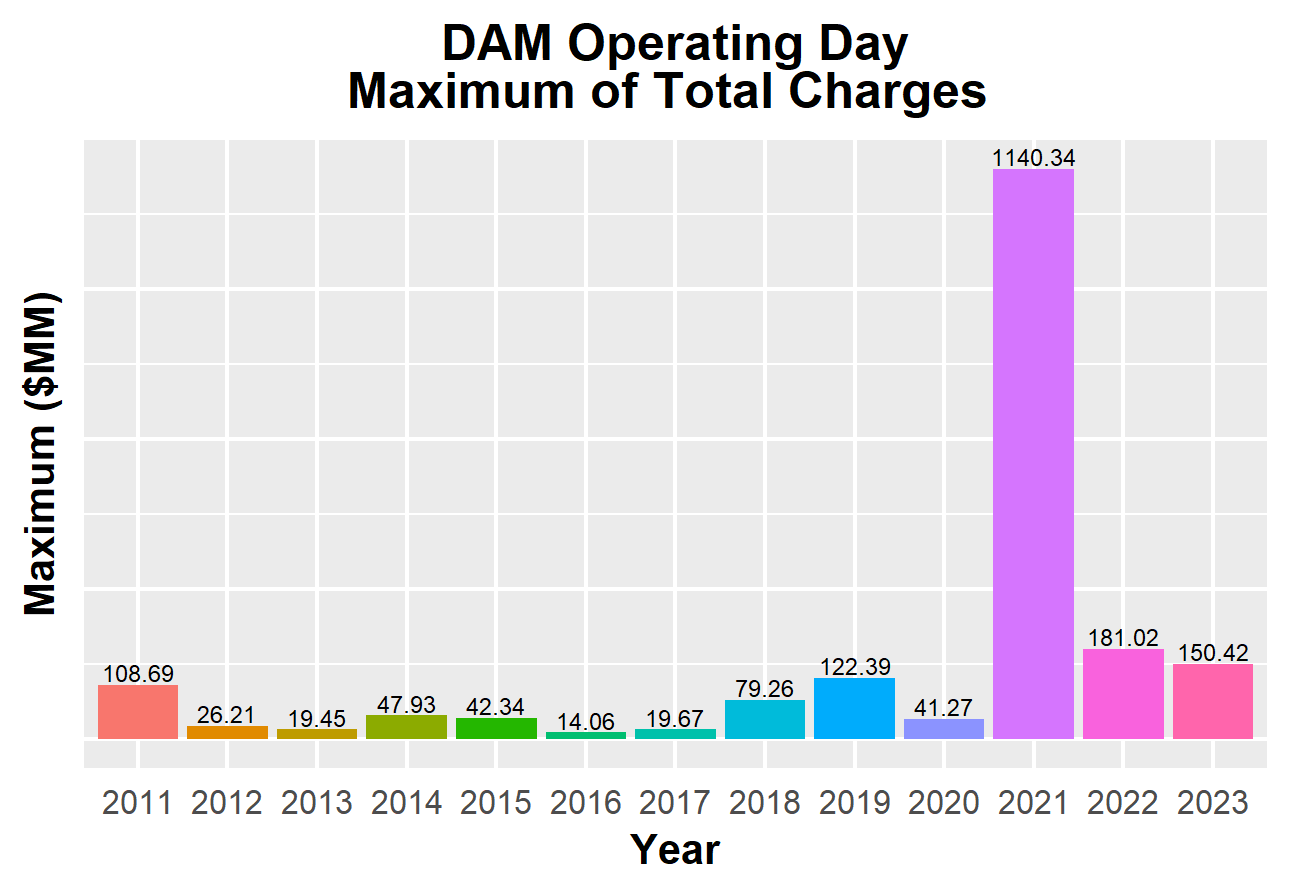 DAM Operating Day
Maximum of Total Charges
Maximum ($MM)
1140.34
181.02
150.42
122.39
108.69
79.26
47.93
42.34
41.27
26.21
19.45
14.06
19.67
2011 2012 2013 2014 2015 2016 2017 2018 2019 2020 2021 2022 2023
Year